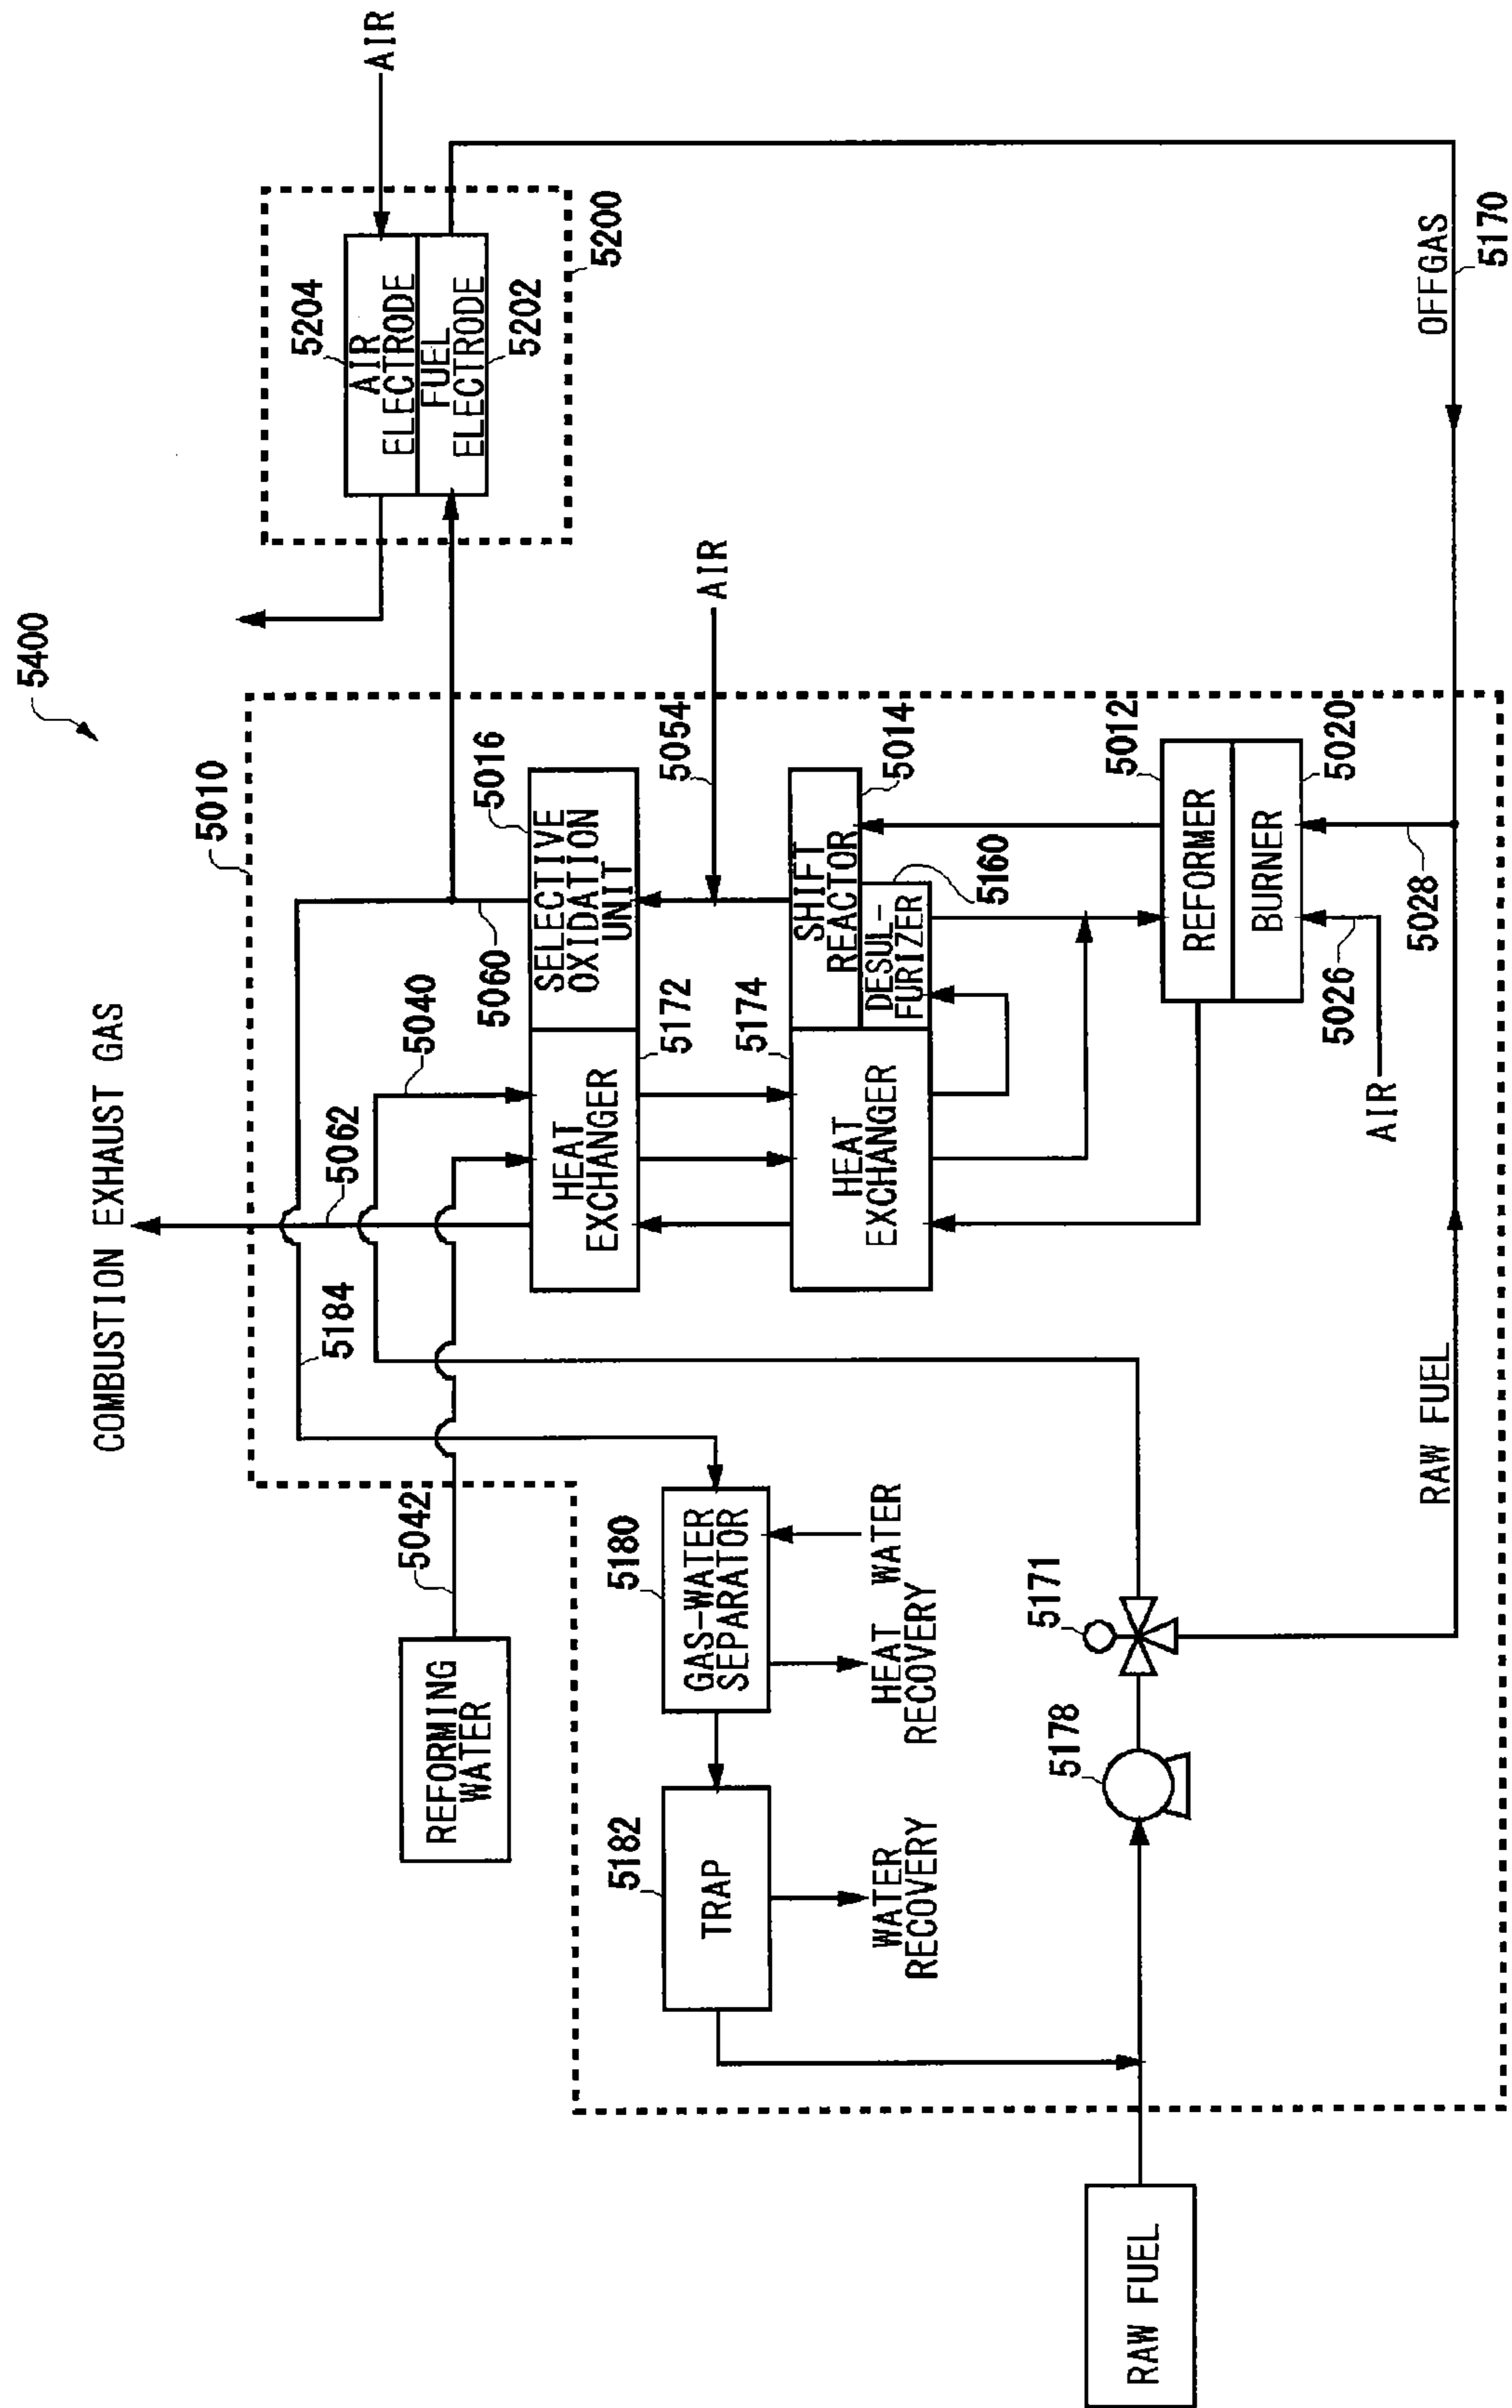 5400
COMBUSTION EXHAUST GAS
5010
AIR
5204
AIR
ELECTRODE
FUEL
ELECTRODE
5202
5200
5062
5184
5040
5042
REFORMING
WATER
5060
5016
SELECTIVE
OXIDATION
UNIT
HEAT
EXCHANGER
5172
AIR
5054
5182
TRAP
5180
GAS-WATER
SEPARATOR
WATER
RECOVERY
HEAT WATER
RECOVERY
5174
HEAT
EXCHANGER
SHIFT
REACTOR
5014
DESUL-
FURIZER
5160
5178
5171
5012
REFORMER
BURNER
5020
5026
AIR
5028
RAW FUEL
RAW FUEL
OFFGAS
5170